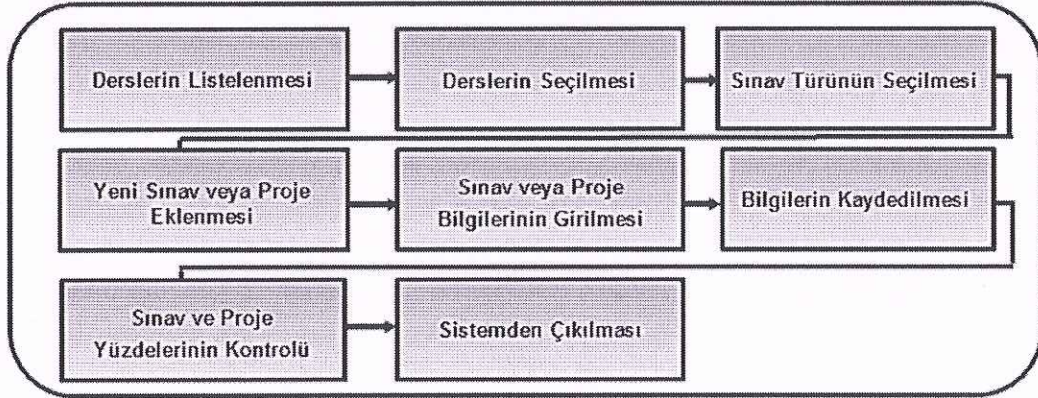 Derslerin Listelenmesi
Derslerin Seçilmesi
Sınav Türünün Seçilmesi
Yeni Sınav veya Proje
Eklenmesi
Sınav veya Proje
Bilgilerinin Girilmesi
Bilgilerin Kaydedilmesi
Sınav ve Proje
Yüzdelerinin Kontrolü
Sistemden Çıkılması